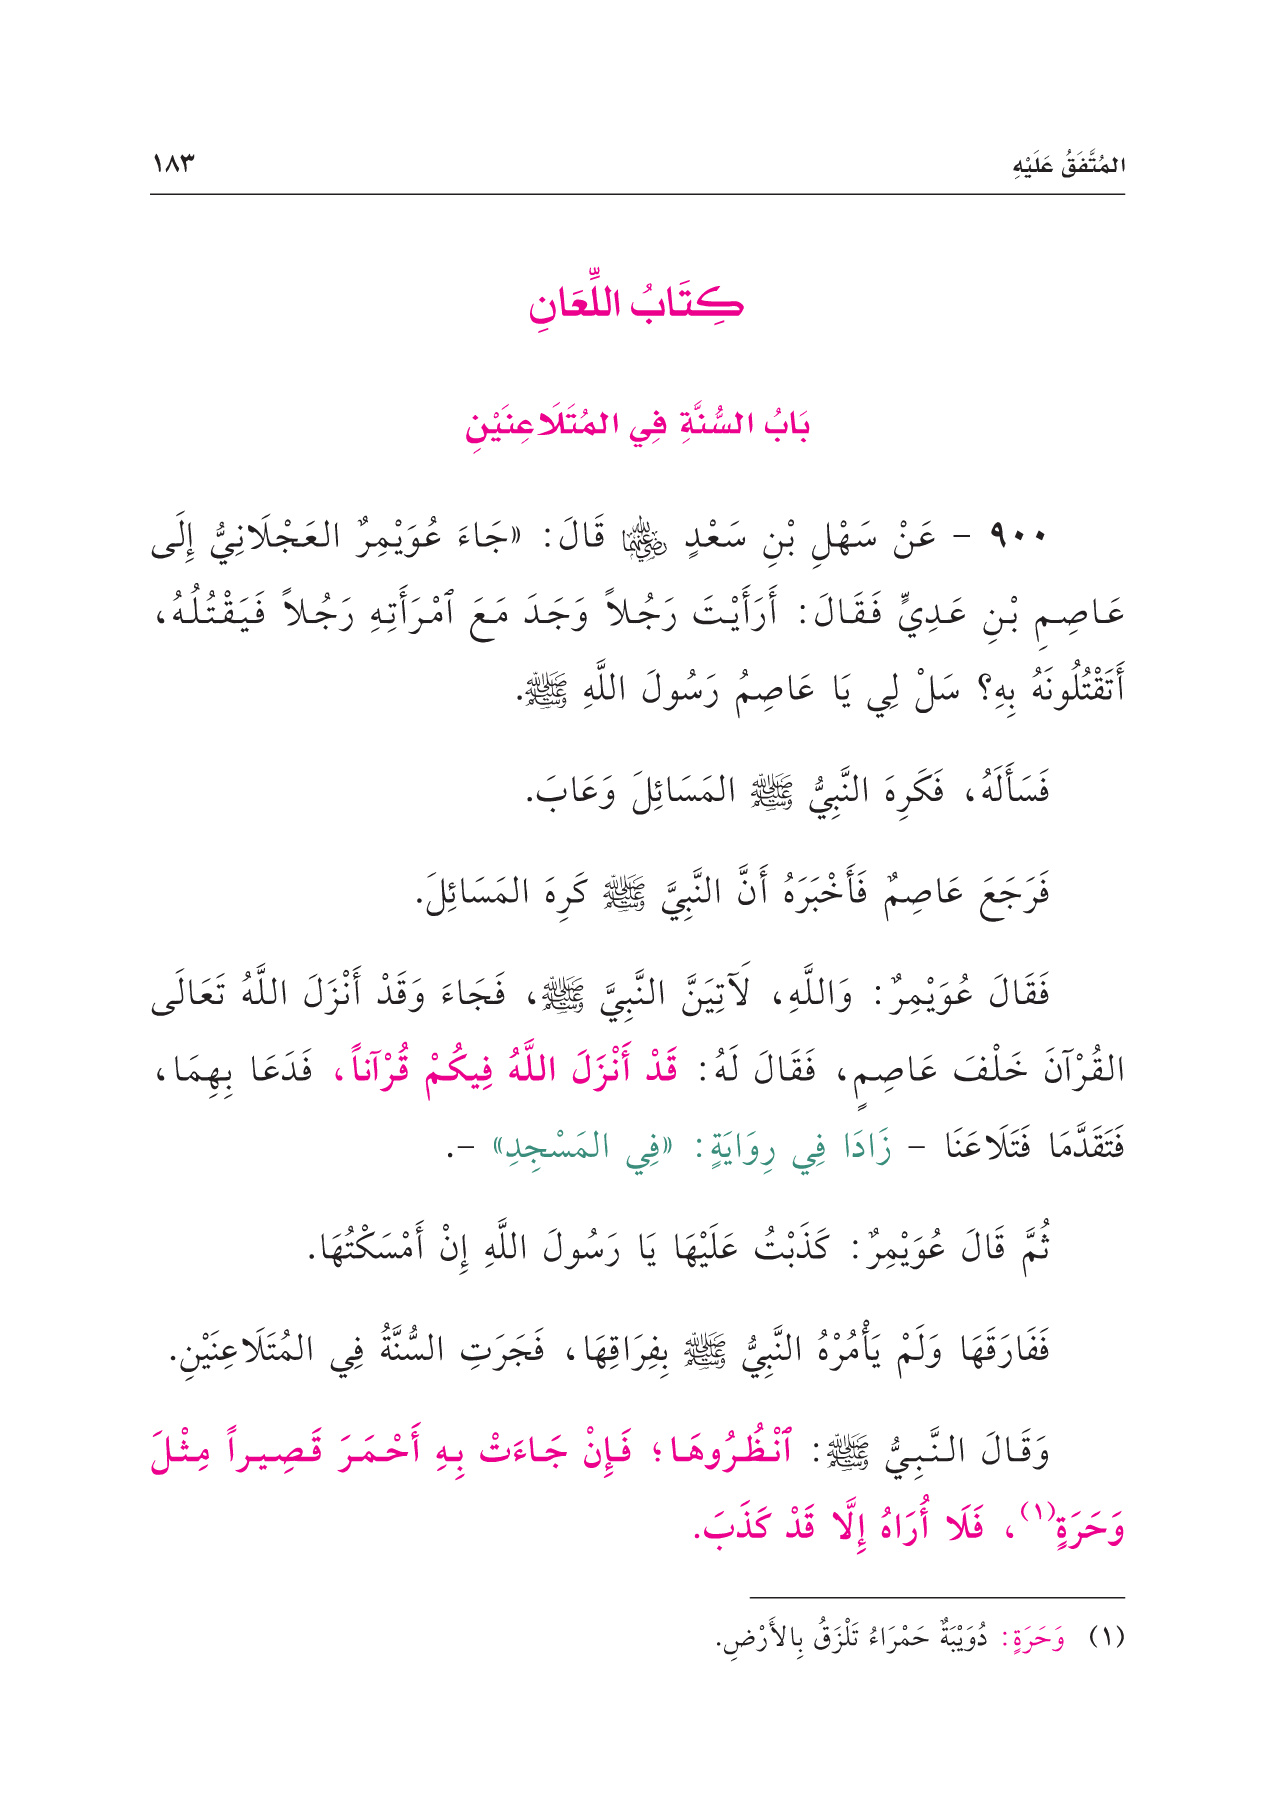 المُتَّفَقُ عَلَيْهِ ١٨٣
كِتَابُ اللِّعَانِ
بَابُ السُّنَّةِ فِي المُتَلَاعِنَيْنِ
٩٠٠ - عَنْ سَهْلِ بْنِ سَعْدٍ رضي الله عنهما قَالَ: «جَاءَ عُوَيْمِرٌ العَجْلَانِيُّ إِلَى
عَاصِمِ بْنِ عَدِيٍّ فَقَالَ: أَرَأَيْتَ رَجُلاً وَجَدَ مَعَ ٱمْرَأَتِهِ رَجُلاً فَيَقْتُلُهُ،
أَتَقْتُلُونَهُ بِهِ؟ سَلْ لِي يَا عَاصِمُ رَسُولَ اللَّهِ ﷺ.
فَسَأَلَهُ، فَكَرِهَ النَّبِيُّ ﷺ المَسَائِلَ وَعَابَ.
فَرَجَعَ عَاصِمٌ فَأَخْبَرَهُ أَنَّ النَّبِيَّ ﷺ كَرِهَ المَسَائِلَ.
فَقَالَ عُوَيْمِرٌ: وَاللَّهِ، لَآتِيَنَّ النَّبِيَّ ﷺ، فَجَاءَ وَقَدْ أَنْزَلَ اللَّهُ تَعَالَى
القُرْآنَ خَلْفَ عَاصِمٍ، فَقَالَ لَهُ: قَدْ أَنْزَلَ اللَّهُ فِيكُمْ قُرْآناً، فَدَعَا بِهِمَا،
فَتَقَدَّمَا فَتَلَاعَنَا - زَادَا فِي رِوَايَةٍ: «فِي المَسْجِدِ» -.
ثُمَّ قَالَ عُوَيْمِرٌ: كَذَبْتُ عَلَيْهَا يَا رَسُولَ اللَّهِ إِنْ أَمْسَكْتُهَا.
فَفَارَقَهَا وَلَمْ يَأْمُرْهُ النَّبِيُّ ﷺ بِفِرَاقِهَا، فَجَرَتِ السُّنَّةُ فِي المُتَلَاعِنَيْنِ.
وَقَالَ النَّبِيُّ ﷺ: ٱنْظُرُوهَا؛ فَإِنْ جَاءَتْ بِهِ أَحْمَرَ قَصِيراً مِثْلَ
وَحَرَةٍ(١)، فَلَا أُرَاهُ إِلَّا قَدْ كَذَبَ.
(١) وَحَرَةٍ: دُوَيْبَةٌ حَمْرَاءُ تَلْزَقُ بِالأَرْضِ.